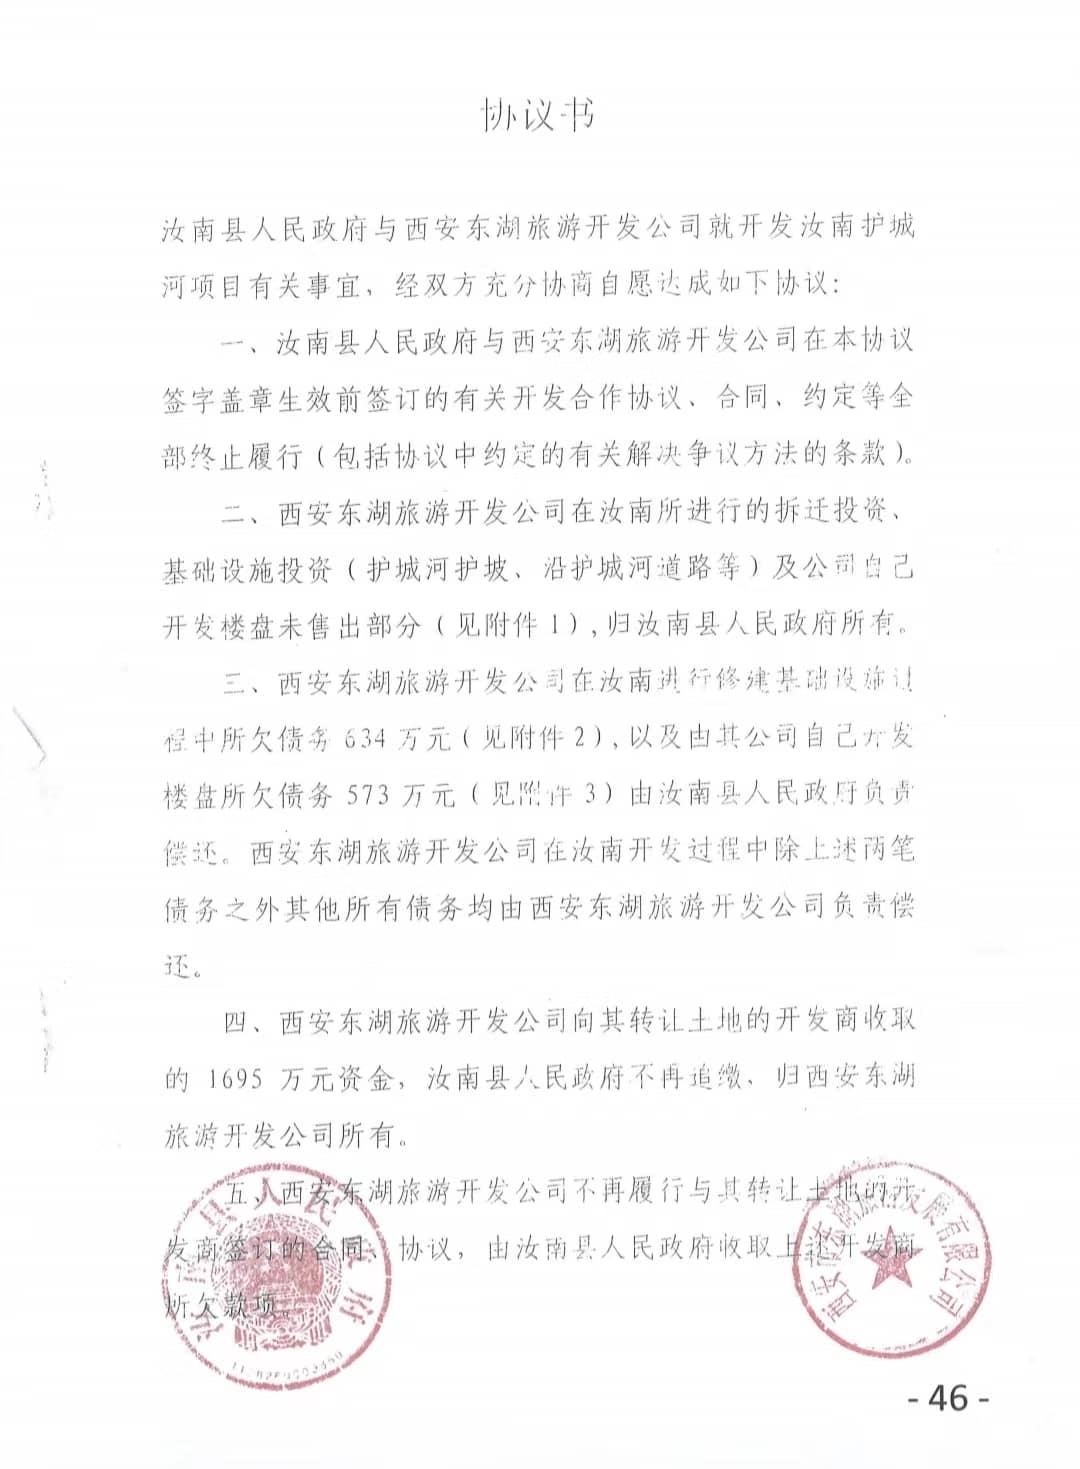 协议书
汝南县人民政府与西安东湖旅游开发公司就开发汝南护城
河项目有关事宜，经双方充分协商自愿达成如下协议：
一、汝南县人民政府与西安东湖旅游开发公司在本协议
签字盖章生效前签订的有关开发合作协议、合同、约定等全
部终止履行（包括协议中约定的有关解决争议方法的条款）。
二、西安东湖旅游开发公司在汝南所进行的拆迁投资、
基础设施投资（护城河护坡、沿护城河道路等）及公司自己
开发楼盘未售出部分（见附件1），归汝南县人民政府所有。
三、西安东湖旅游开发公司在汝南进行修建基础设施过
程中所欠债务634万元（见附件2），以及由其公司自己开发
楼盘所欠债务573万元（见附件3）由汝南县人民政府负责
偿还。西安东湖旅游开发公司在汝南开发过程中除上述两笔
债务之外其他所有债务均由西安东湖旅游开发公司负责偿
还。
四、西安东湖旅游开发公司向其转让土地的开发商收取
的1695万元资金，汝南县人民政府不再追缴，归西安东湖
旅游开发公司所有。
五、西安东湖旅游开发公司不再履行与其转让土地的开
发商签订的合同、协议，由汝南县人民政府收取上述开发商
所欠款项。
汝南县人民政府
- 46 -